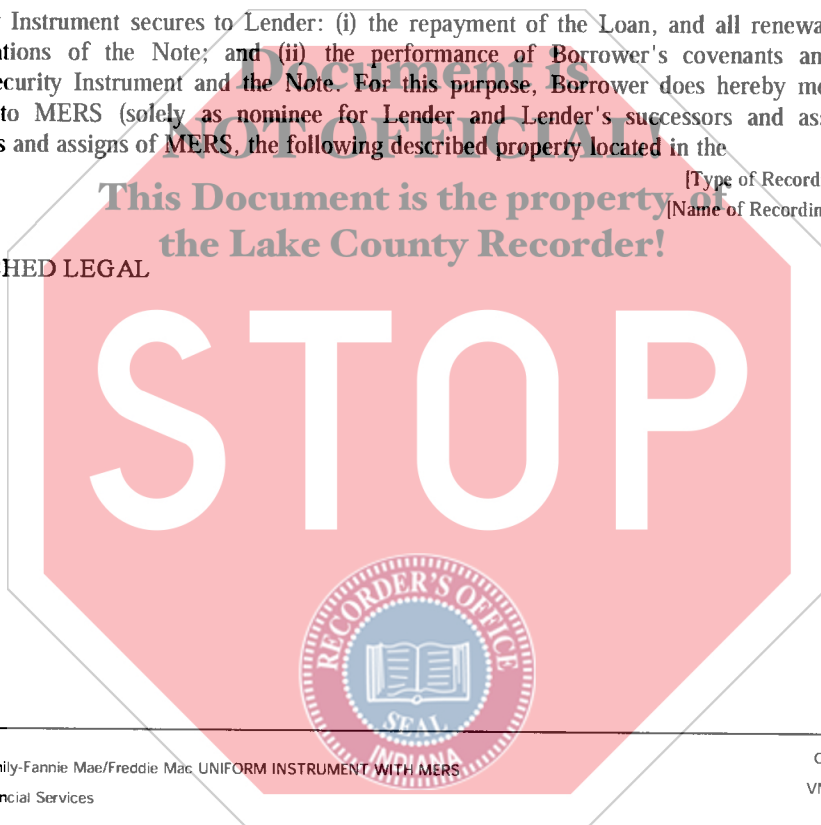 Instrument secures to Lender: (i) the repayment of the Loan, and all renewa
tions of the Note; and (ii) the performance of Borrower's covenants an
ecurity Instrument and the Note. For this purpose, Borrower does hereby mo
to MERS (solely as nominee for Lender and Lender's successors and ass
s and assigns of MERS, the following described property located in the
[Type of Recordi
[Name of Recordin
Document is
NOT OFFICIAL!
This Document is the property of
the Lake County Recorder!
HED LEGAL
STOP
RECORDER'S OFFICE
SEAL
INDIANA
ily-Fannie Mae/Freddie Mac UNIFORM INSTRUMENT WITH MERS
ncial Services
VM